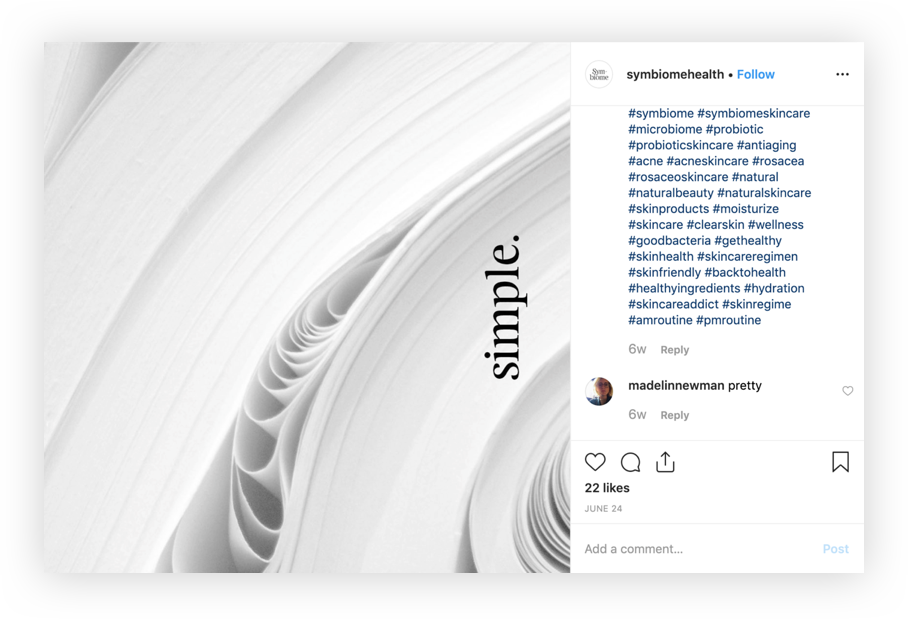 simple.
Sym-
biome
symbiomehealth • Follow
#symbiome #symbiomeskincare
#microbiome #probiotic
#probioticskincare #antiaging
#acne #acneskincare #rosacea
#rosaceoskincare #natural
#naturalbeauty #naturalskincare
#skinproducts #moisturize
#skincare #clearskin #wellness
#goodbacteria #gethealthy
#skinhealth #skincareregimen
#skinfriendly #backtohealth
#healthyingredients #hydration
#skincareaddict #skinregime
#amroutine #pmroutine
6w Reply
madelinnewman pretty
6w Reply
22 likes
JUNE 24
Add a comment...
Post